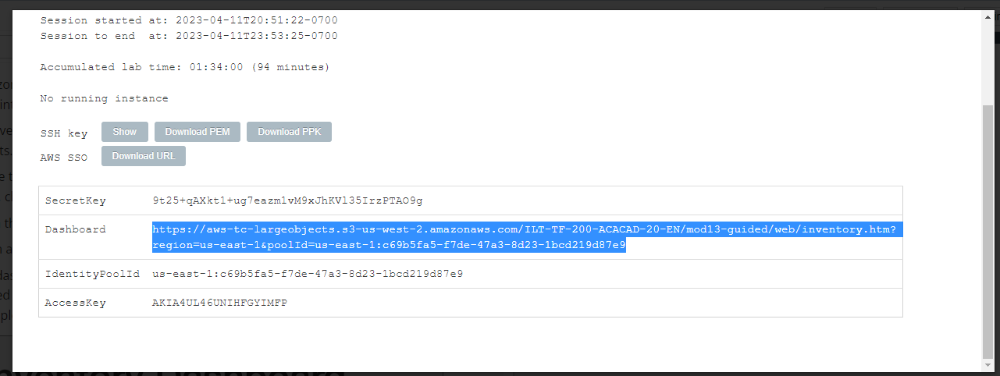 Session started at: 2023-04-11T20:51:22-0700
Session to end at: 2023-04-11T23:53:25-0700
Accumulated lab time: 01:34:00 (94 minutes)
No running instance
SSH key Show Download PEM Download PPK
AWS SSO Download URL
SecretKey 9t25+qAXkt1+ug7eazm1vM9xJhKVl35IrzPTAO9g
Dashboard https://aws-tc-largeobjects.s3-us-west-2.amazonaws.com/ILT-TF-200-ACACAD-20-EN/mod13-guided/web/inventory.htm?
region=us-east-1&poolId=us-east-1:c69b5fa5-f7de-47a3-8d23-1bcd219d87e9
IdentityPoolId us-east-1:c69b5fa5-f7de-47a3-8d23-1bcd219d87e9
AccessKey AKIA4UL46UNIHFGYIMFP